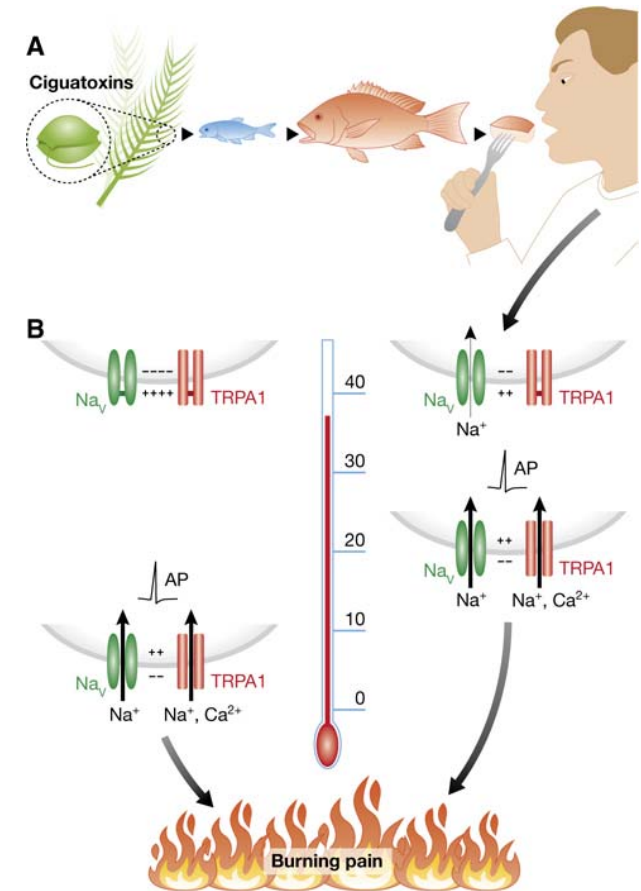 A
Ciguatoxins
B
---- 
++++
Naᵥ
TRPA1
40
30
20
10
0
--
++
Naᵥ
TRPA1
Na⁺
AP
++
--
Naᵥ
TRPA1
Na⁺
Na⁺, Ca²⁺
AP
++
--
Naᵥ
TRPA1
Na⁺
Na⁺, Ca²⁺
Burning pain